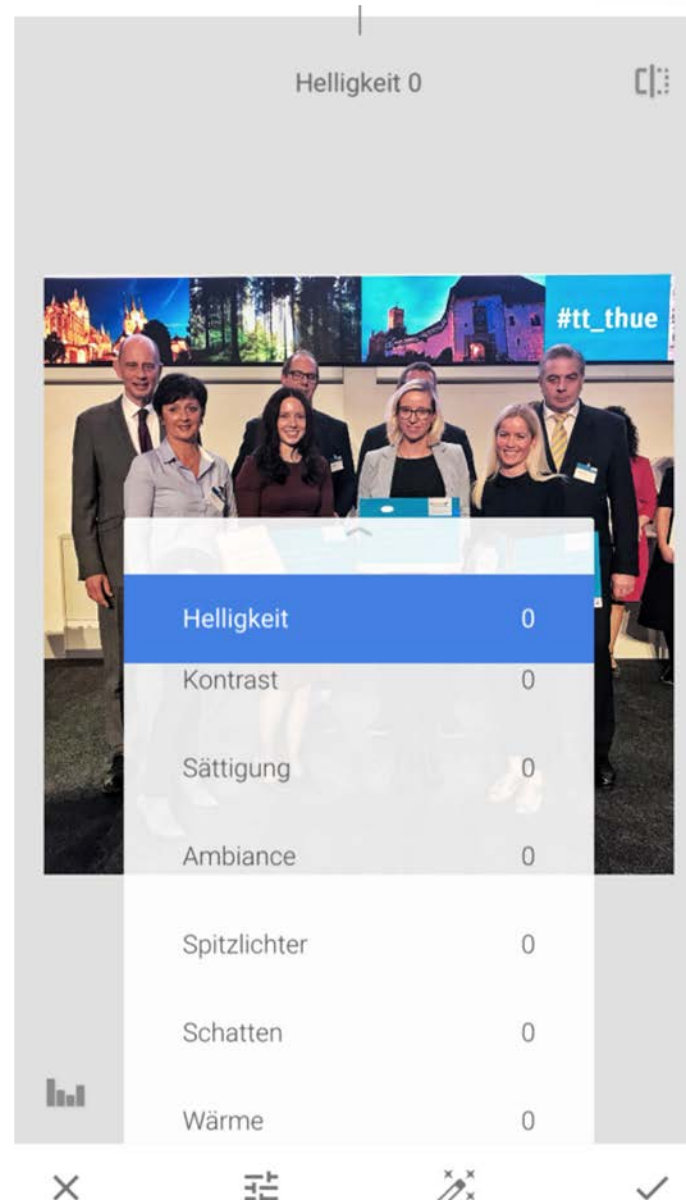 Helligkeit 0
#tt_thue
Helligkeit 0
Kontrast 0
Sättigung 0
Ambiance 0
Spitzlichter 0
Schatten 0
Wärme 0